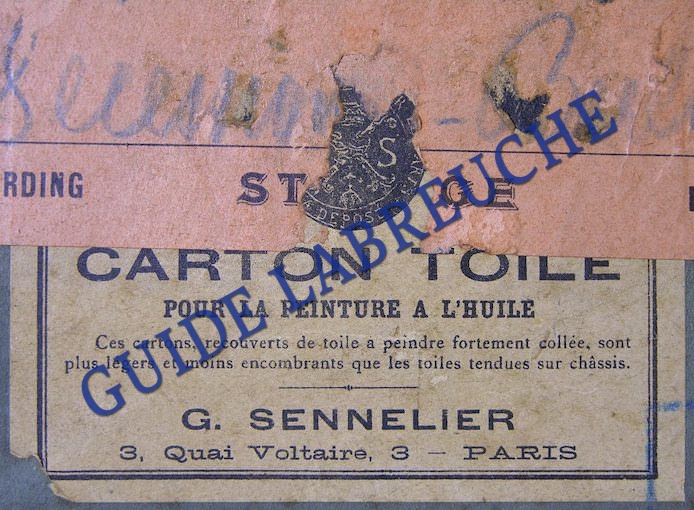 RDING ST GE
S
DEPOSE
CARTON TOILE
POUR LA PEINTURE A L'HUILE
Ces cartons, recouverts de toile a peindre fortement collée, sont
plus légers et moins encombrants que les toiles tendues sur châssis.
G. SENNELIER
3, Quai Voltaire, 3 — PARIS
GUIDE LABREUCHE